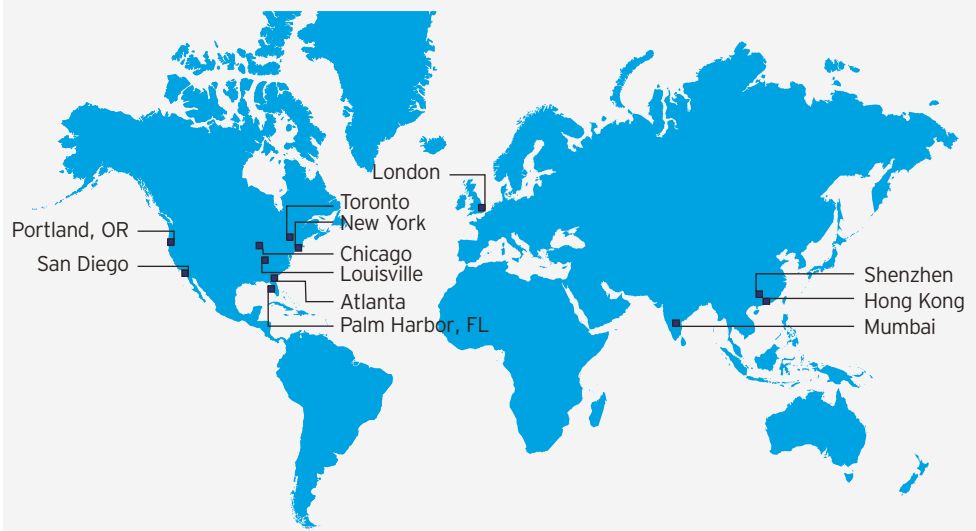 London
Toronto
New York
Portland, OR
Chicago
San Diego
Louisville
Atlanta
Palm Harbor, FL
Shenzhen
Hong Kong
Mumbai